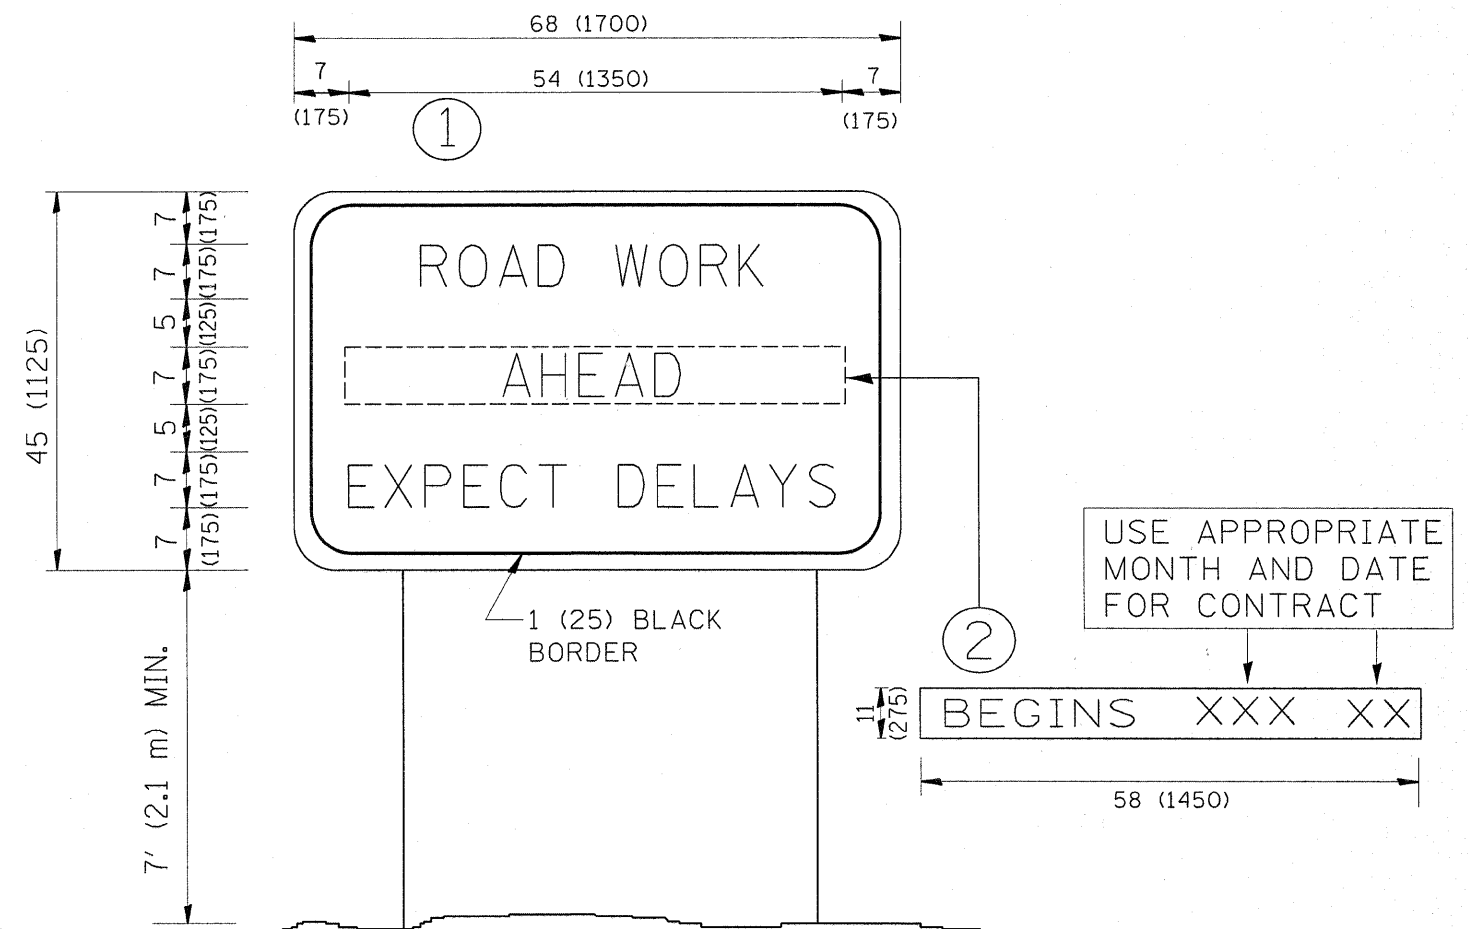 68 (1700)
7
54 (1350)
7
(175)
(175)
1
45 (1125)
7
(175)
7
(175)
5
(125)
7
(175)
5
(125)
7
(175)
7
(175)
ROAD WORK
AHEAD
EXPECT DELAYS
1 (25) BLACK
BORDER
7' (2.1 m) MIN.
2
USE APPROPRIATE
MONTH AND DATE
FOR CONTRACT
11
(275)
BEGINS XXX XX
58 (1450)